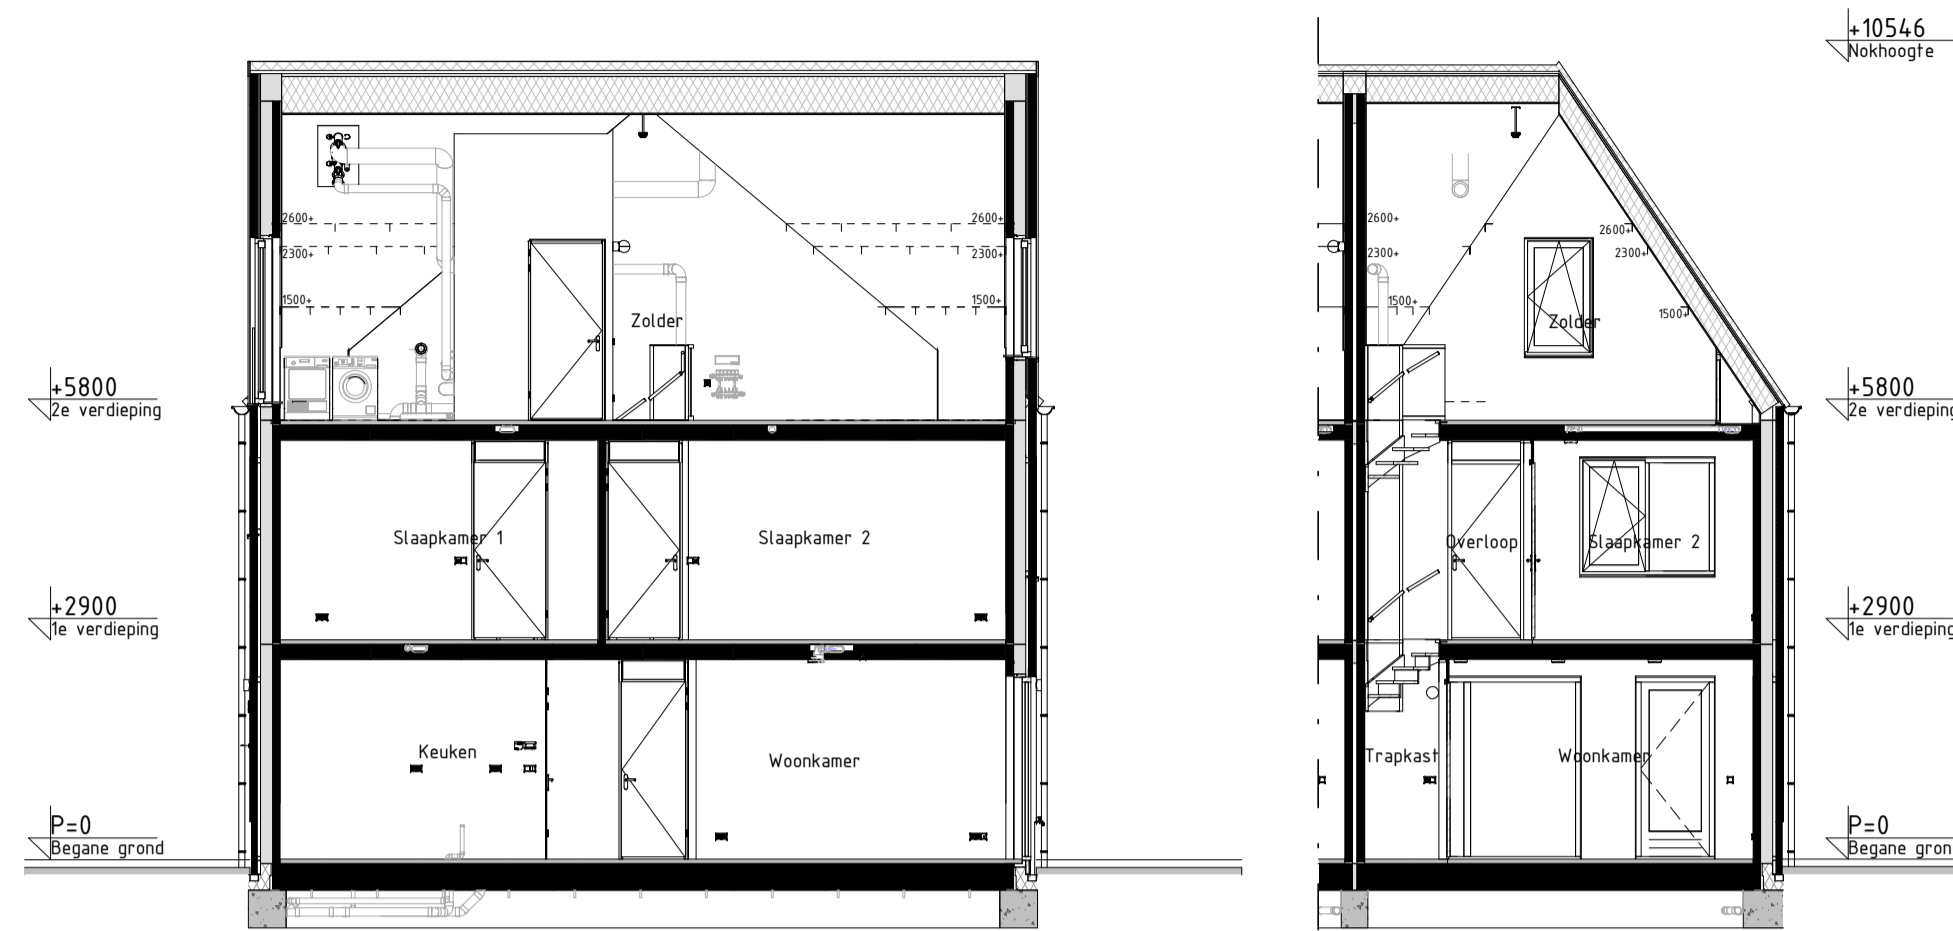 +10546
Nokhoogte
2600+ 2600+
2300+ 2300+
1500+ 1500+
Zolder
2600+ 2600+
2300+ 2300+
1500+ 1500+
Zolder
+5800
2e verdieping
+5800
2e verdieping
Slaapkamer 1
Slaapkamer 2
Overloop
Slaapkamer 2
+2900
1e verdieping
+2900
1e verdieping
Keuken
Woonkamer
Trapkast
Woonkamer
P=0
Begane grond
P=0
Begane gron